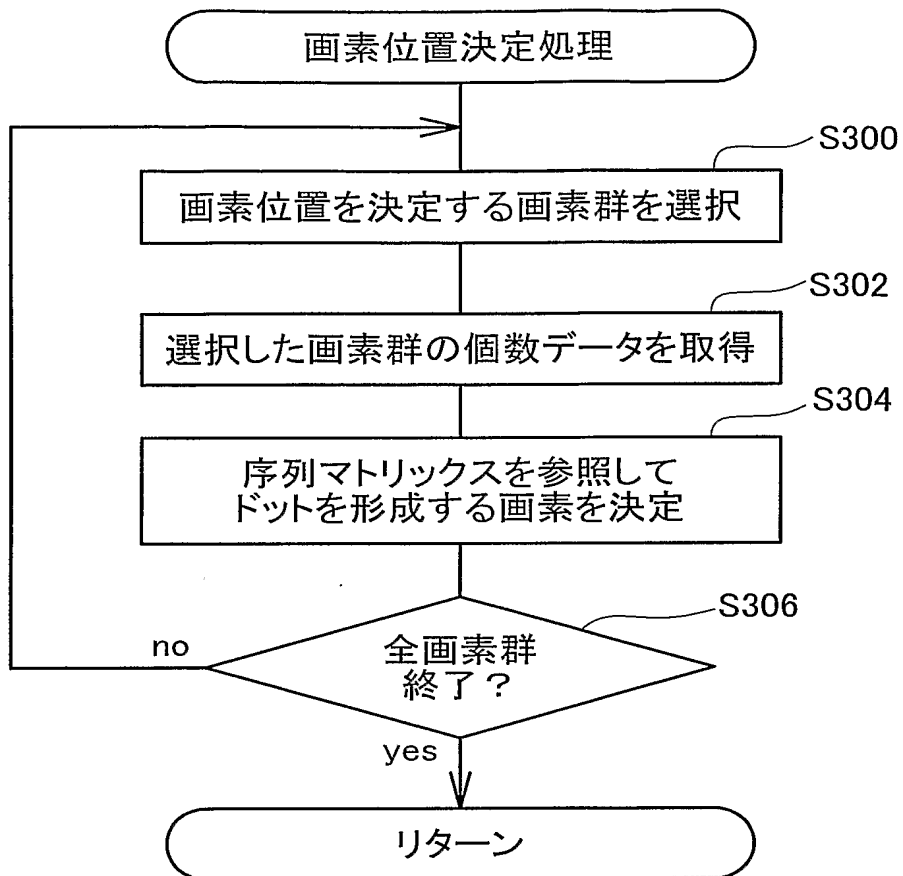 画素位置決定処理
S300
画素位置を決定する画素群を選択
S302
選択した画素群の個数データを取得
S304
序列マトリックスを参照して
ドットを形成する画素を決定
S306
全画素群
終了？
no
yes
リターン